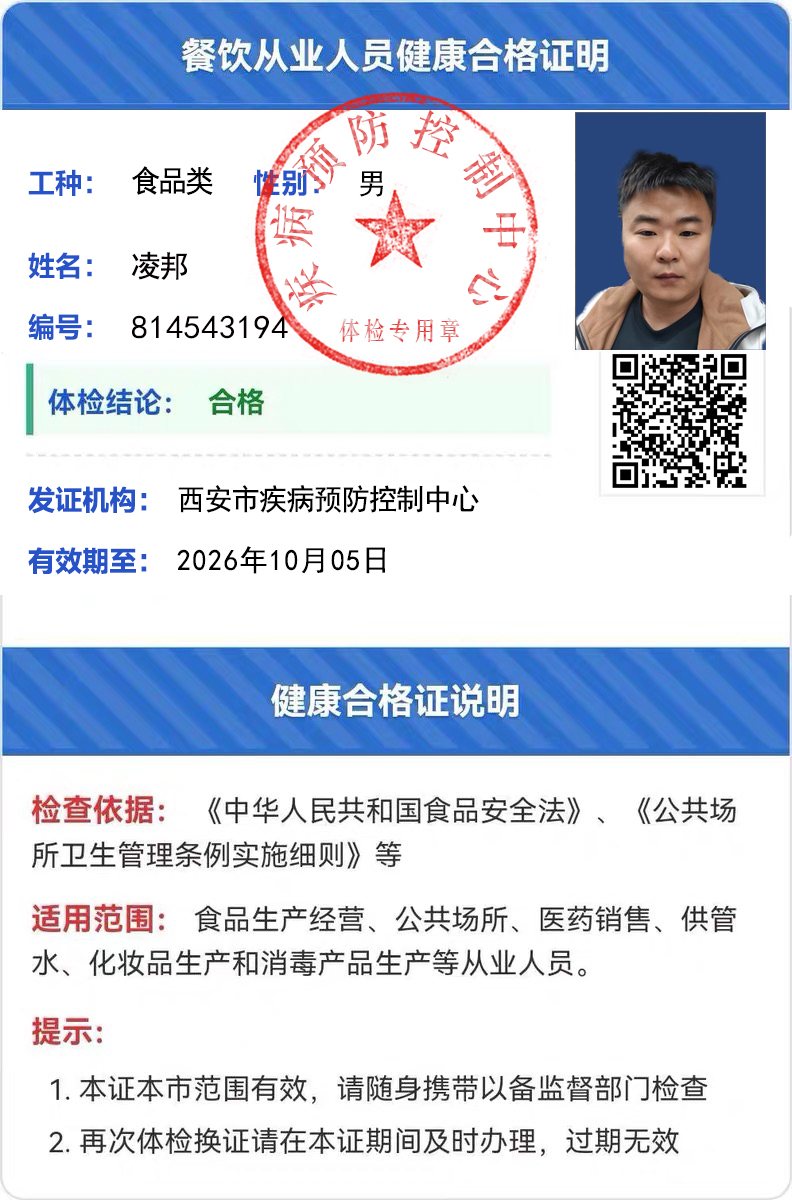 餐饮从业人员健康合格证明
工种： 食品类 性别： 男
姓名： 凌邦
编号： 814543194
疾病预防控制中心
体检专用章
体检结论： 合格
发证机构： 西安市疾病预防控制中心
有效期至： 2026年10月05日
健康合格证说明
检查依据： 《中华人民共和国食品安全法》、《公共场
所卫生管理条例实施细则》等
适用范围： 食品生产经营、公共场所、医药销售、供管
水、化妆品生产和消毒产品生产等从业人员。
提示：
1. 本证本市范围有效，请随身携带以备监督部门检查
2. 再次体检换证请在本证期间及时办理，过期无效